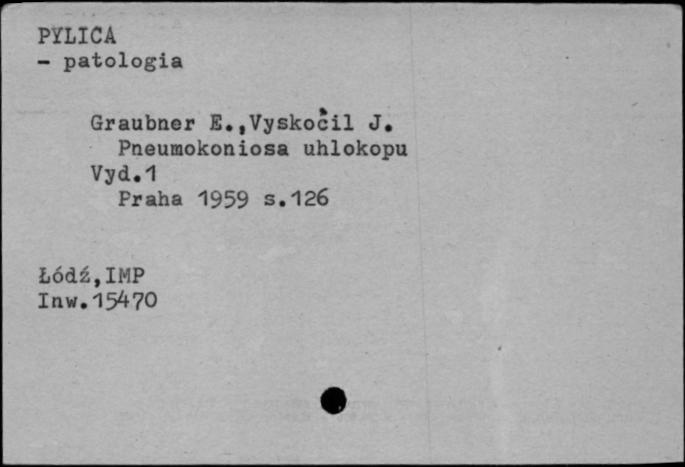 PYLICA
- patologia
Graubner E.,Vyskočil J.
Pneumokoniosa uhlokopu
Vyd.1
Praha 1959 s.126
Łódź,IMP
Inw.15470